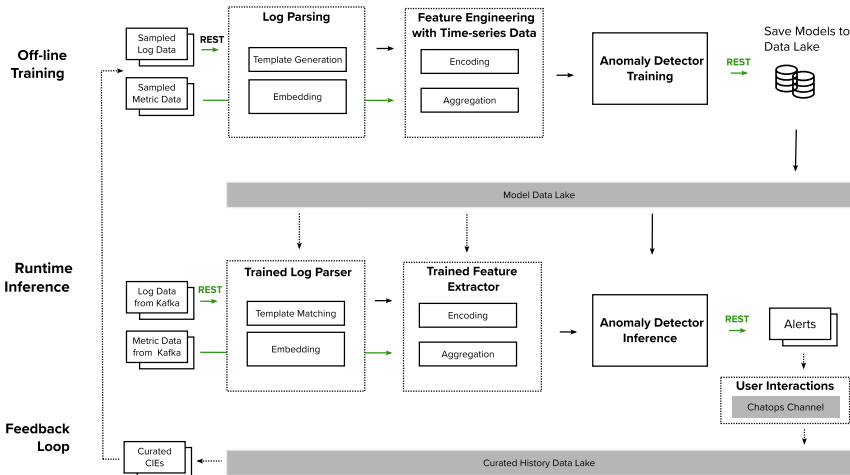 Off-line
Training
Sampled
Log Data
REST
Sampled
Metric Data
Log Parsing
Template Generation
Embedding
Feature Engineering
with Time-series Data
Encoding
Aggregation
Anomaly Detector
Training
REST
Save Models to
Data Lake
Model Data Lake
Runtime
Inference
Log Data
from Kafka
REST
Metric Data
from Kafka
Trained Log Parser
Template Matching
Embedding
Trained Feature
Extractor
Encoding
Aggregation
Anomaly Detector
Inference
REST
Alerts
User Interactions
Chatops Channel
Feedback
Loop
Curated
CIEs
Curated History Data Lake